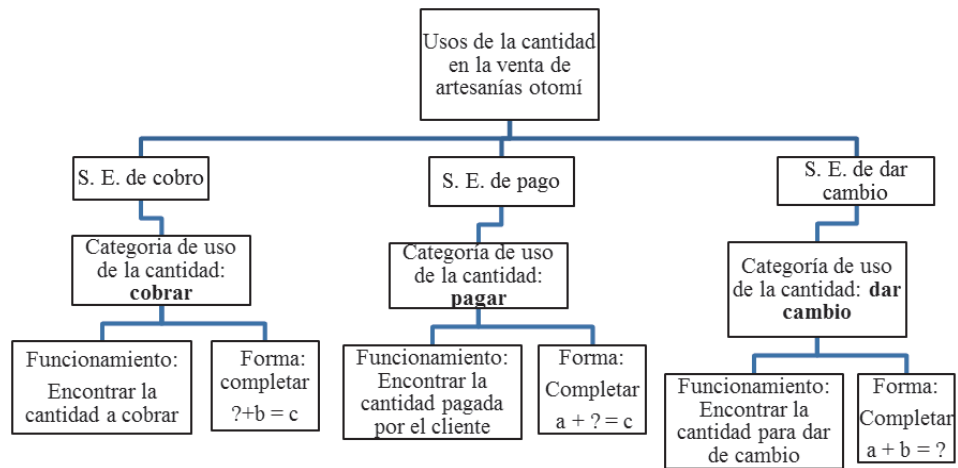 Usos de la cantidad
en la venta de
artesanías otomí
S. E. de cobro
S. E. de pago
S. E. de dar
cambio
Categoría de uso
de la cantidad:
cobrar
Categoría de uso
de la cantidad:
pagar
Categoría de uso
de la cantidad: dar
cambio
Funcionamiento:
Encontrar la
cantidad a cobrar
Forma:
completar
?+b = c
Funcionamiento:
Encontrar la
cantidad pagada
por el cliente
Forma:
Completar
a + ? = c
Funcionamiento:
Encontrar la
cantidad para dar
de cambio
Forma:
Completar
a + b = ?